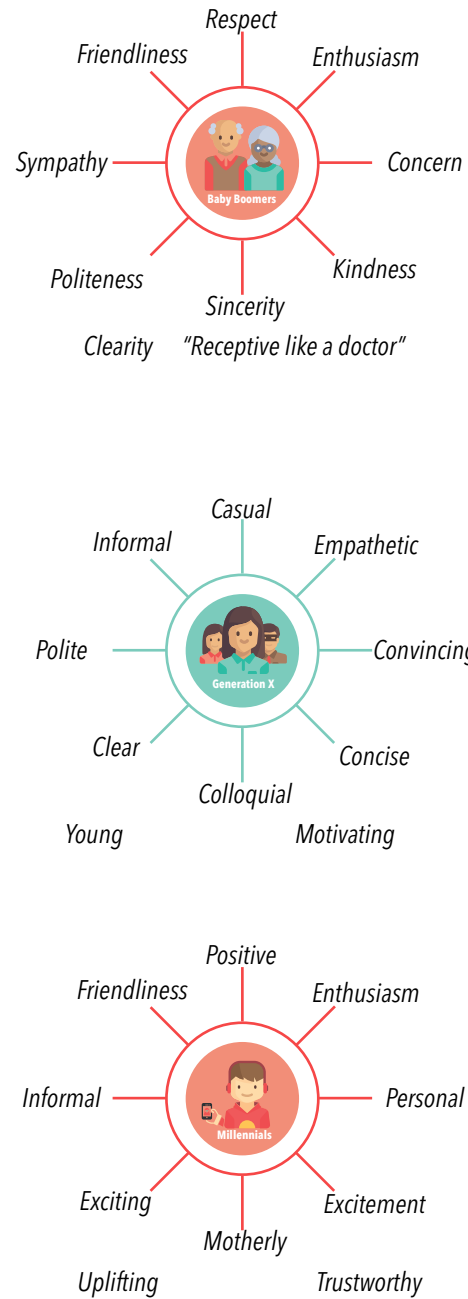 Respect
Friendliness
Enthusiasm
Sympathy
Baby Boomers
Concern
Politeness
Kindness
Sincerity
Clearity
“Receptive like a doctor”
Casual
Informal
Empathetic
Polite
Generation X
Convincing
Clear
Concise
Colloquial
Young
Motivating
Positive
Friendliness
Enthusiasm
Informal
Millennials
Personal
Exciting
Excitement
Motherly
Uplifting
Trustworthy